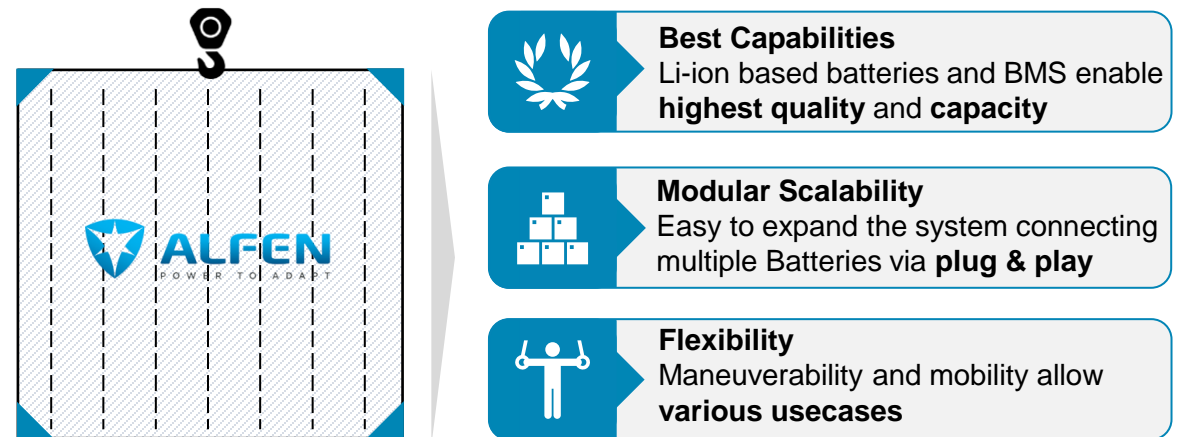 ALFEN
POWER TO ADAPT
Best Capabilities
Li-ion based batteries and BMS enable
highest quality and capacity
Modular Scalability
Easy to expand the system connecting
multiple Batteries via plug & play
Flexibility
Maneuverability and mobility allow
various usecases